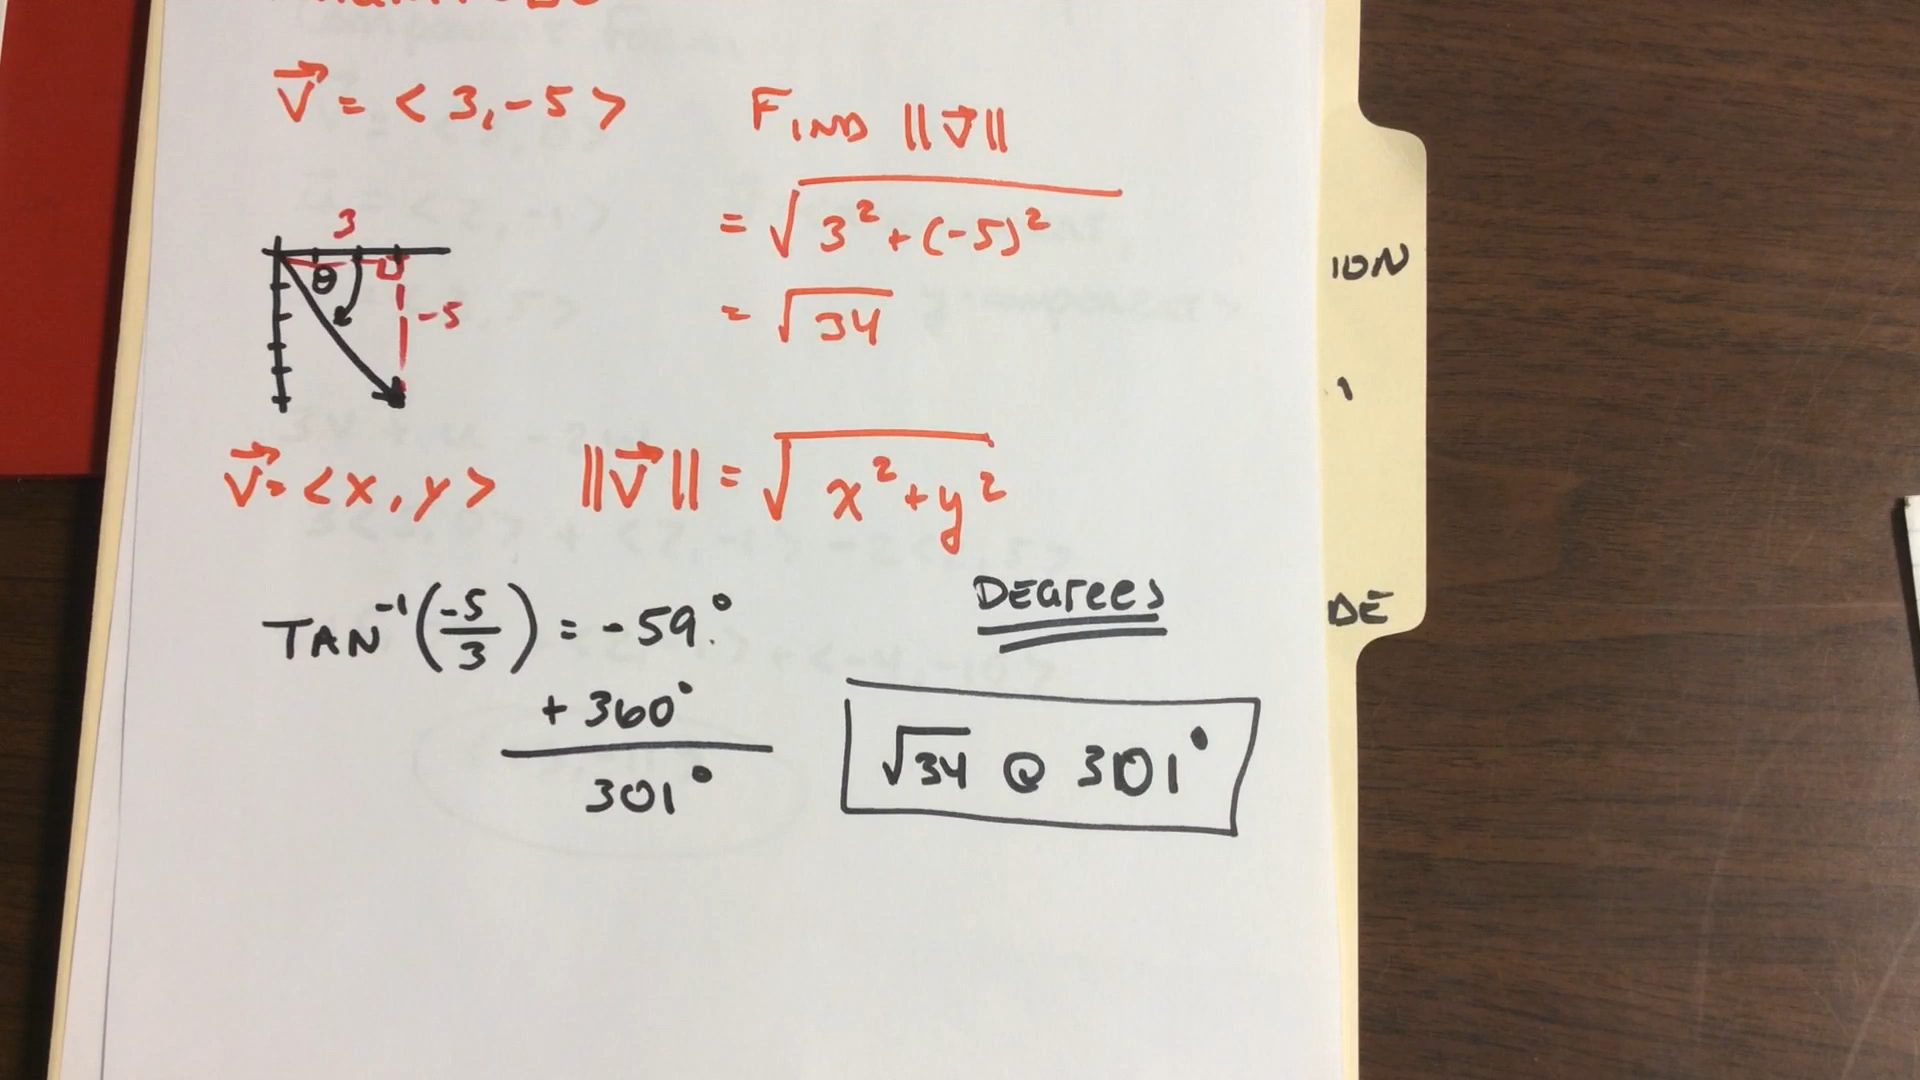 v⃗ = < 3, -5 >
FIND ||v⃗||
= √(3² + (-5)²)
= √34
3
θ
-5
v⃗ = <x, y>
||v⃗|| = √(x² + y²)
TAN⁻¹(-5/3) = -59.°
+ 360°
301°
DEGrees
√34 @ 301°
ION
DE